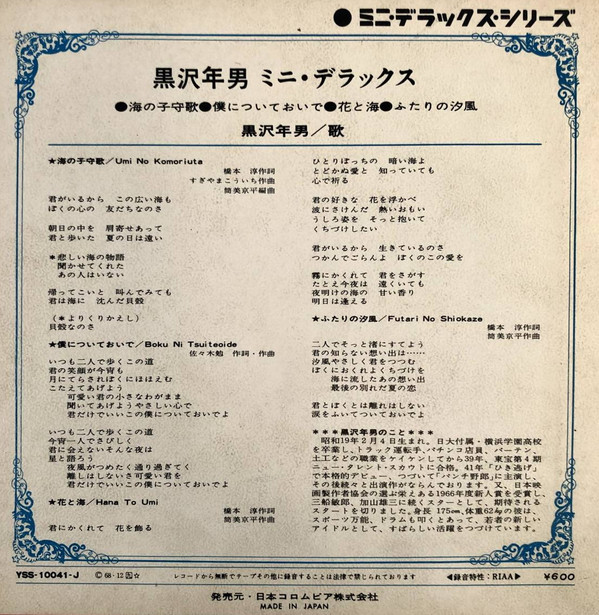 ●ミニ・デラックス・シリーズ
黒沢年男 ミニ・デラックス
●海の子守歌●僕についておいで●花と海●ふたりの汐風
黒沢年男／歌
★海の子守歌／Umi No Komoriuta
橋本 淳作詞
すぎやまこういち作曲
筒美京平編曲
君がいるから この広い海も
ぼくの心の 友だちなのさ
朝日の中を 肩寄せあって
君と歩いた 夏の日は遠い
＊悲しい海の物語
聞かせてくれた
あの人はいない
帰ってこいと 叫んでみても
君は海に 沈んだ貝殻
（＊よりくりかえし）
貝殻なのさ
★僕についておいで／Boku Ni Tsuiteoide
佐々木勉 作詞・作曲
いつも二人で歩くこの道
君の笑顔が今宵も
月にてらされぼくにほほえむ
こたえてあげよう
可愛い君の小さなわがまま
聞いてあげようやさしい心で
君だけでいいこの僕についておいでよ
いつも二人で歩くこの道
今宵一人でさびしく
君に会えないそんな夜は
星と語ろう
夜風がつめたく通り過ぎてく
離しはしないさ可愛い君を
君だけでいいこの僕についておいでよ
★花と海／Hana To Umi
橋本 淳作詞
筒美京平作曲
君にかくれて 花を飾る
ひとりぼっちの 暗い海よ
とどかぬ愛と 知っていても
心で祈る
君の好きな 花を浮かべ
波にさけんだ 熱いおもい
うしろ姿を そっと抱いて
くちづけしたい
君がいるから 生きているのさ
つかんでごらんよ ぼくのこの愛を
霧にかくれて 君をさがす
たとえ今夜は 遠くいても
夜明けの海の 甘い香り
明日は逢える
★ふたりの汐風／Futari No Shiokaze
橋本 淳作詞
筒美京平作曲
二人でそっと渚にすてよう
君の知らない想い出は……
汐風やさしく君をつつむ
ぼくにおくれよくちづけを
海に流したあの想い出
最後の別れだ夏の恋
君とぼくとは離れはしない
涙をふいてついておいでよ
＊＊＊黒沢年男のこと＊＊＊
昭和19年2月4日生まれ。日大付属・横浜学園高校
を卒業し、トラック運転手、パチンコ店員、バーテン、
土工などの職業をケイケンしてから39年、東宝第4期
ニュー・タレント・スカウトに合格。41年「ひき逃げ」
で本格的デビュー、つづいて「パンチ野郎」に主演し、
その後続々と出演作がならんでおります。又、日本映
画製作者協会の選ぶ栄えある1966年度新人賞を受賞し、
三船敏郎、加山雄三に続くスターとして、期待される
スタートを切りました。身長 175cm、体重62kgの彼は、
スポーツ万能、ドラムも叩くとあって、若者の新しい
アイドルとして、すばらしい活躍をつづけています。
YSS-10041-J
Ⓒ68・12
レコードから無断でテープその他に録音することは法律で禁じられております
◀録音特性：RIAA▶
¥600
発売元・日本コロムビア株式会社
MADE IN JAPAN